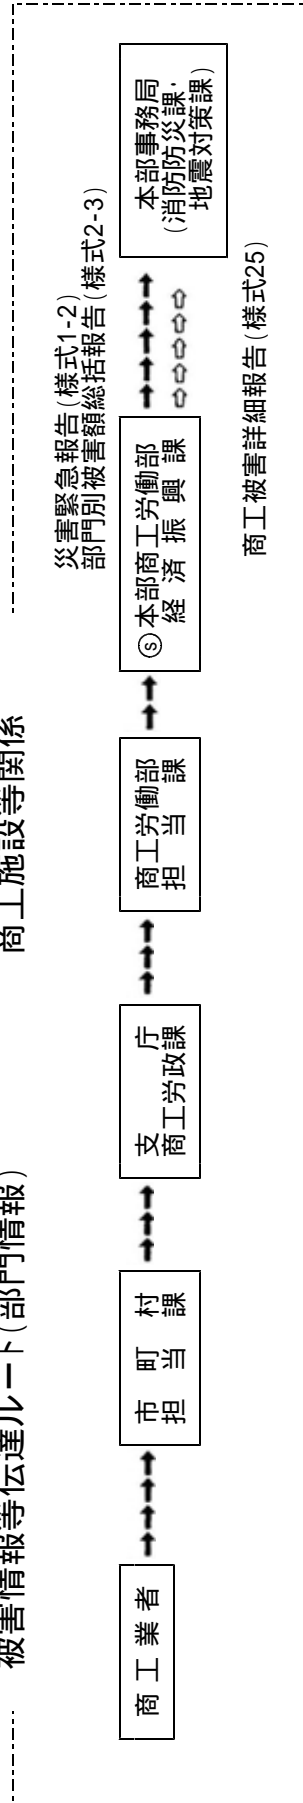 被害情報等伝達ルート(部門情報)
商工施設等関係
商工業者
市町村
担当課
支庁
商工労政課
商工労働部
担当課
災害緊急報告(様式1-2)
部門別被害額総括報告(様式2-3)
ⓢ本部商工労働部
経済振興課
商工被害詳細報告(様式25)
本部事務局
(消防防災課・
地震対策課)